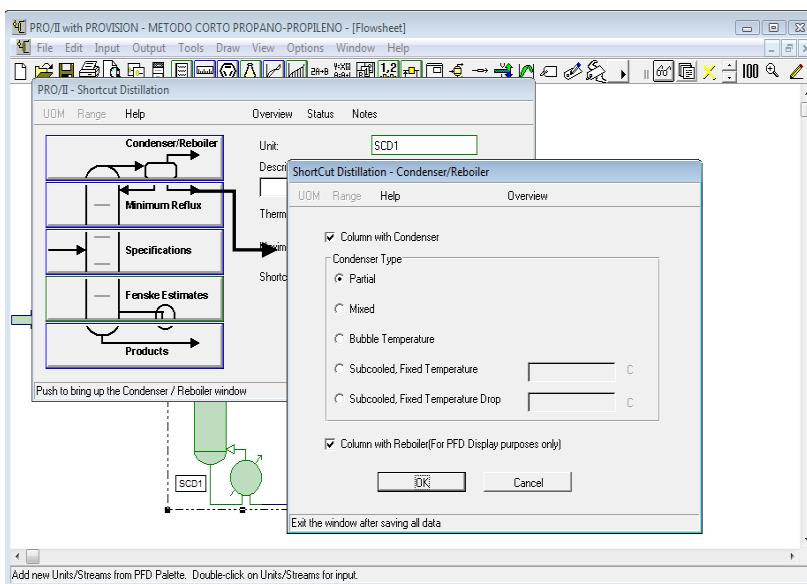 PRO/II with PROVISION - METODO CORTO PROPANO-PROPILENO - [Flowsheet]
File Edit Input Output Tools Draw View Options Window Help
PRO/II - Shortcut Distillation
UOM Range Help Overview Status Notes
Condenser/Reboiler
Minimum Reflux
Specifications
Fenske Estimates
Products
Unit: SCD1
Descri
Therm
Shortc
Push to bring up the Condenser / Reboiler window
ShortCut Distillation - Condenser/Reboiler
UOM Range Help Overview
Column with Condenser
Condenser Type
Partial
Mixed
Bubble Temperature
Subcooled, Fixed Temperature C
Subcooled, Fixed Temperature Drop C
Column with Reboiler(For PFD Display purposes only)
OK Cancel
Exit the window after saving all data
SCD1
Add new Units/Streams from PFD Palette. Double-click on Units/Streams for input.